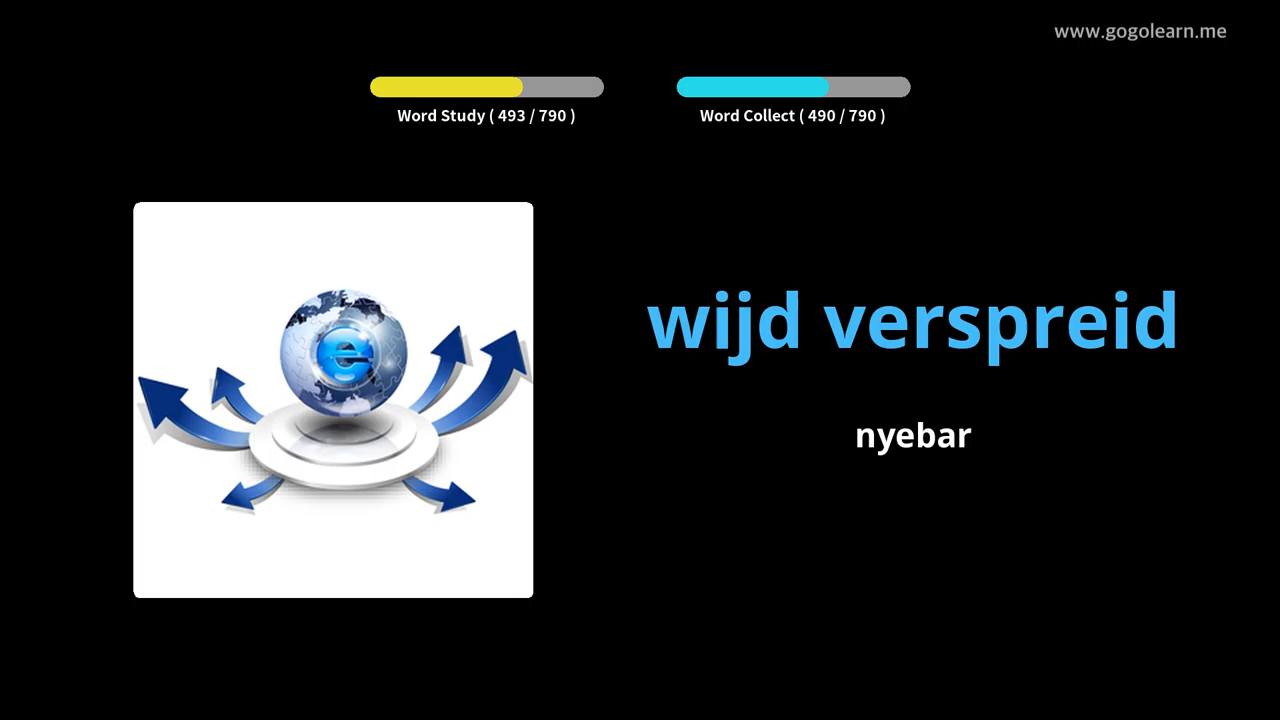 www.gogolearn.me
Word Study ( 493 / 790 )
Word Collect ( 490 / 790 )
e
wijd verspreid
nyebar